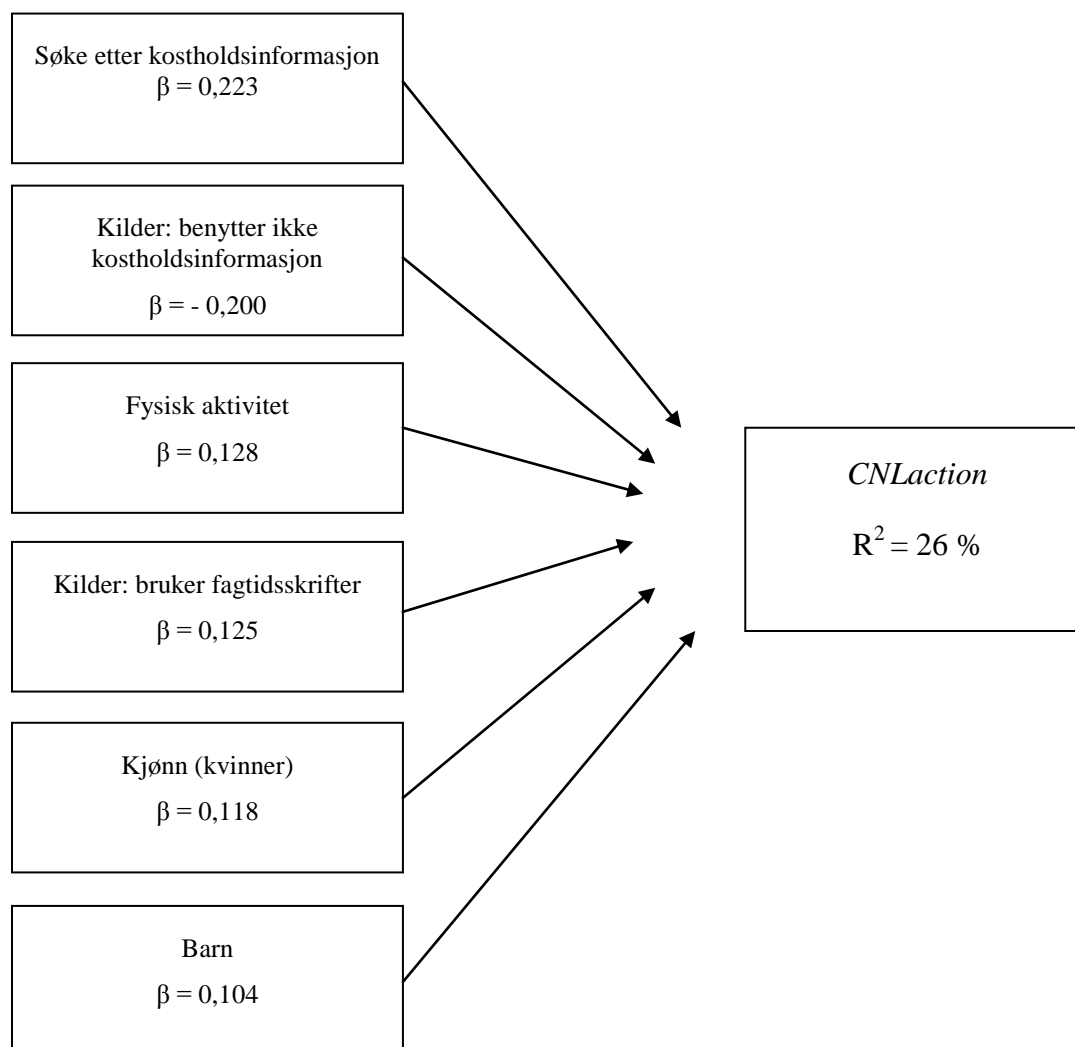 Søke etter kostholdsinformasjon
β = 0,223
Kilder: benytter ikke
kostholdsinformasjon
β = - 0,200
Fysisk aktivitet
β = 0,128
Kilder: bruker fagtidsskrifter
β = 0,125
Kjønn (kvinner)
β = 0,118
Barn
β = 0,104
CNLaction
R² = 26 %